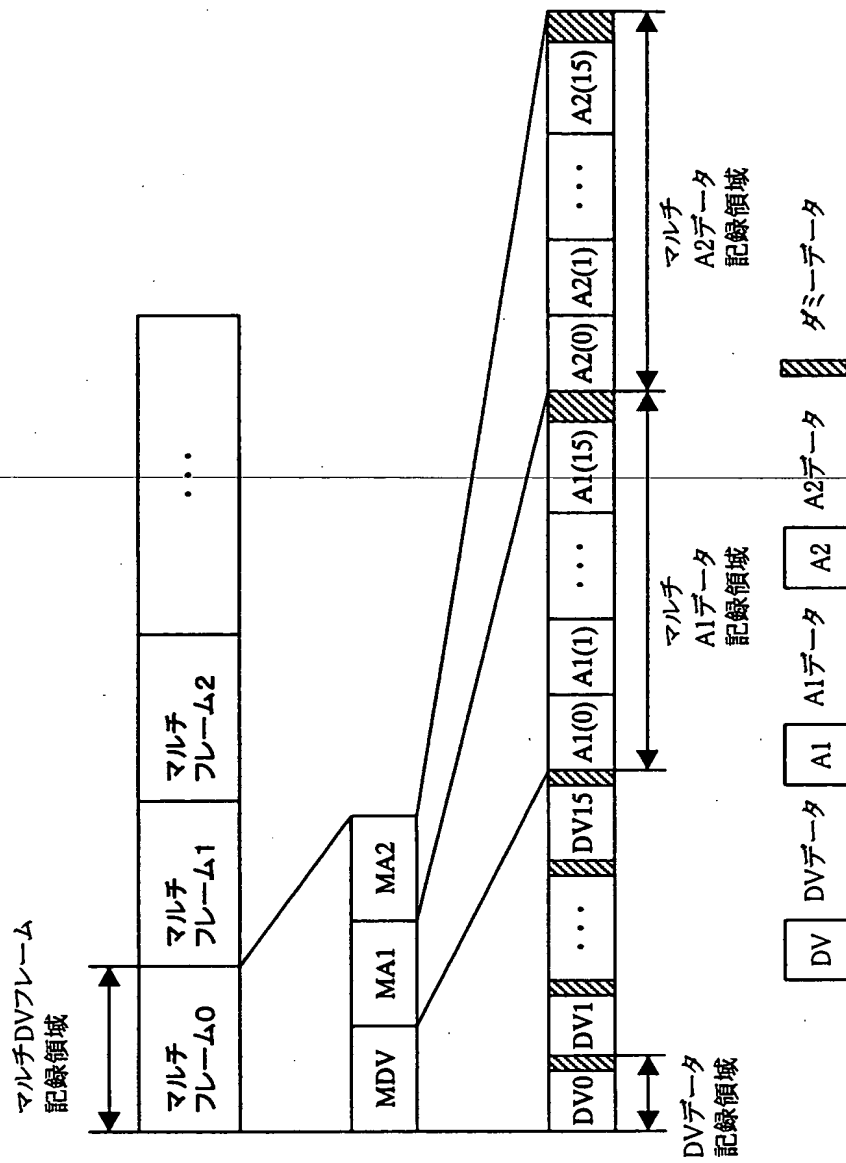 マルチDVフレーム
記録領域
マルチ
フレーム0
マルチ
フレーム1
マルチ
フレーム2
・・・
MDV
MA1
MA2
DV0
DV1
・・・
DV15
A1(0)
A1(1)
・・・
A1(15)
A2(0)
A2(1)
・・・
A2(15)
DVデータ
記録領域
マルチ
A1データ
記録領域
マルチ
A2データ
記録領域
DV
DVデータ
A1
A1データ
A2
A2データ
ダミーデータ